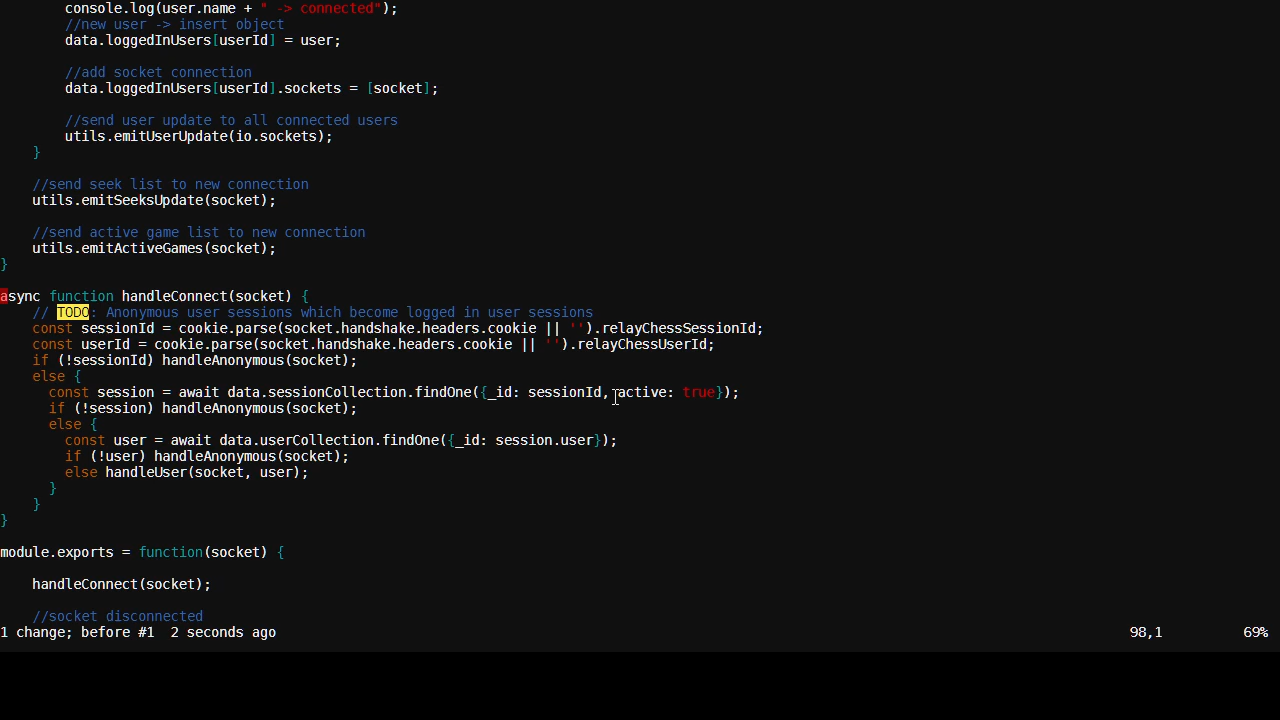 console.log(user.name + " -> connected");
//new user -> insert object
data.loggedInUsers[userId] = user;
//add socket connection
data.loggedInUsers[userId].sockets = [socket];
//send user update to all connected users
utils.emitUserUpdate(io.sockets);
}
//send seek list to new connection
utils.emitSeeksUpdate(socket);
//send active game list to new connection
utils.emitActiveGames(socket);
}
async function handleConnect(socket) {
// TODO: Anonymous user sessions which become logged in user sessions
const sessionId = cookie.parse(socket.handshake.headers.cookie || '').relayChessSessionId;
const userId = cookie.parse(socket.handshake.headers.cookie || '').relayChessUserId;
if (!sessionId) handleAnonymous(socket);
else {
const session = await data.sessionCollection.findOne({_id: sessionId, active: true});
if (!session) handleAnonymous(socket);
else {
const user = await data.userCollection.findOne({_id: session.user});
if (!user) handleAnonymous(socket);
else handleUser(socket, user);
}
}
}
module.exports = function(socket) {
handleConnect(socket);
//socket disconnected
1 change; before #1  2 seconds ago 98,1 69%